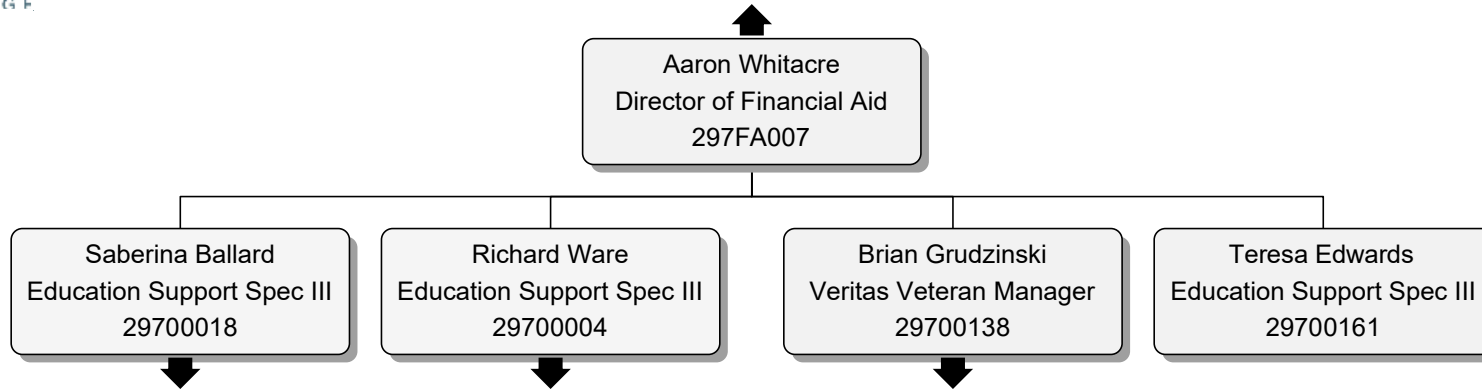 Aaron Whitacre
Director of Financial Aid
297FA007
Saberina Ballard
Education Support Spec III
29700018
Richard Ware
Education Support Spec III
29700004
Brian Grudzinski
Veritas Veteran Manager
29700138
Teresa Edwards
Education Support Spec III
29700161